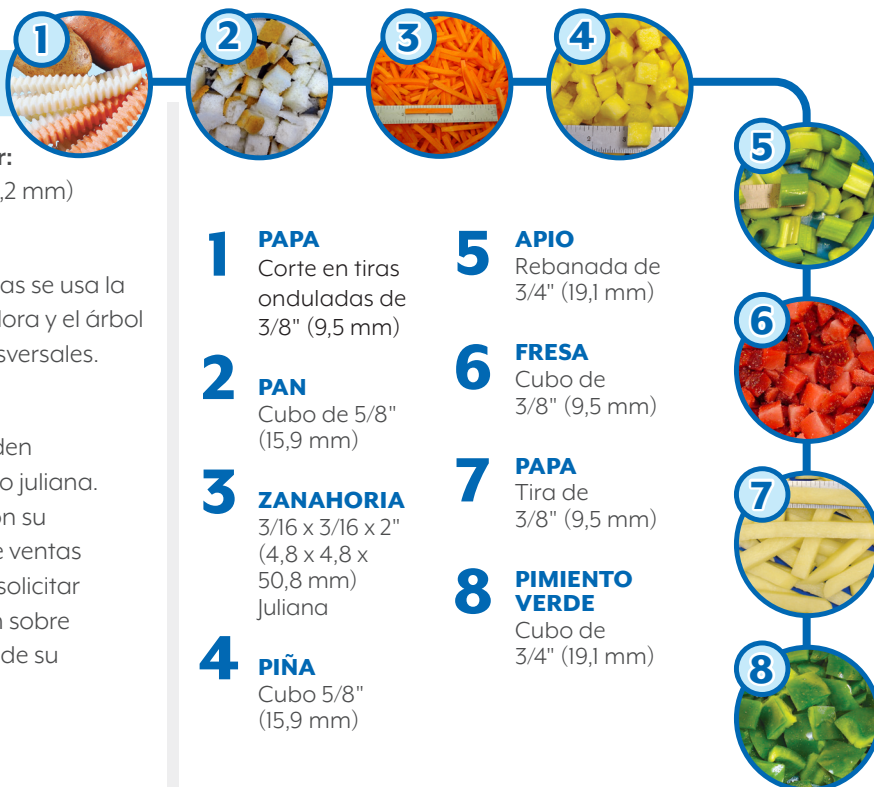 1
2
3
4
5
6
7
8
r:
,2 mm)
as se usa la
lora y el árbol
sversales.
den
o juliana.
on su
e ventas
solicitar
n sobre
de su
1 PAPA
Corte en tiras
onduladas de
3/8" (9,5 mm)
2 PAN
Cubo de 5/8"
(15,9 mm)
3 ZANAHORIA
3/16 x 3/16 x 2"
(4,8 x 4,8 x
50,8 mm)
Juliana
4 PIÑA
Cubo 5/8"
(15,9 mm)
5 APIO
Rebanada de
3/4" (19,1 mm)
6 FRESA
Cubo de
3/8" (9,5 mm)
7 PAPA
Tira de
3/8" (9,5 mm)
8 PIMIENTO
VERDE
Cubo de
3/4" (19,1 mm)